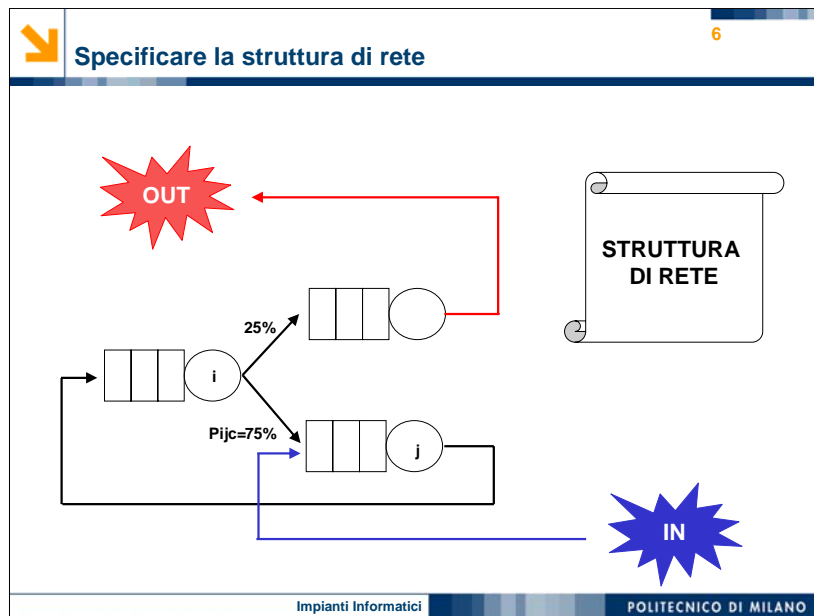 6
Specificare la struttura di rete
OUT
STRUTTURA
DI RETE
25%
i
Pijc=75%
j
IN
Impianti Informatici
POLITECNICO DI MILANO